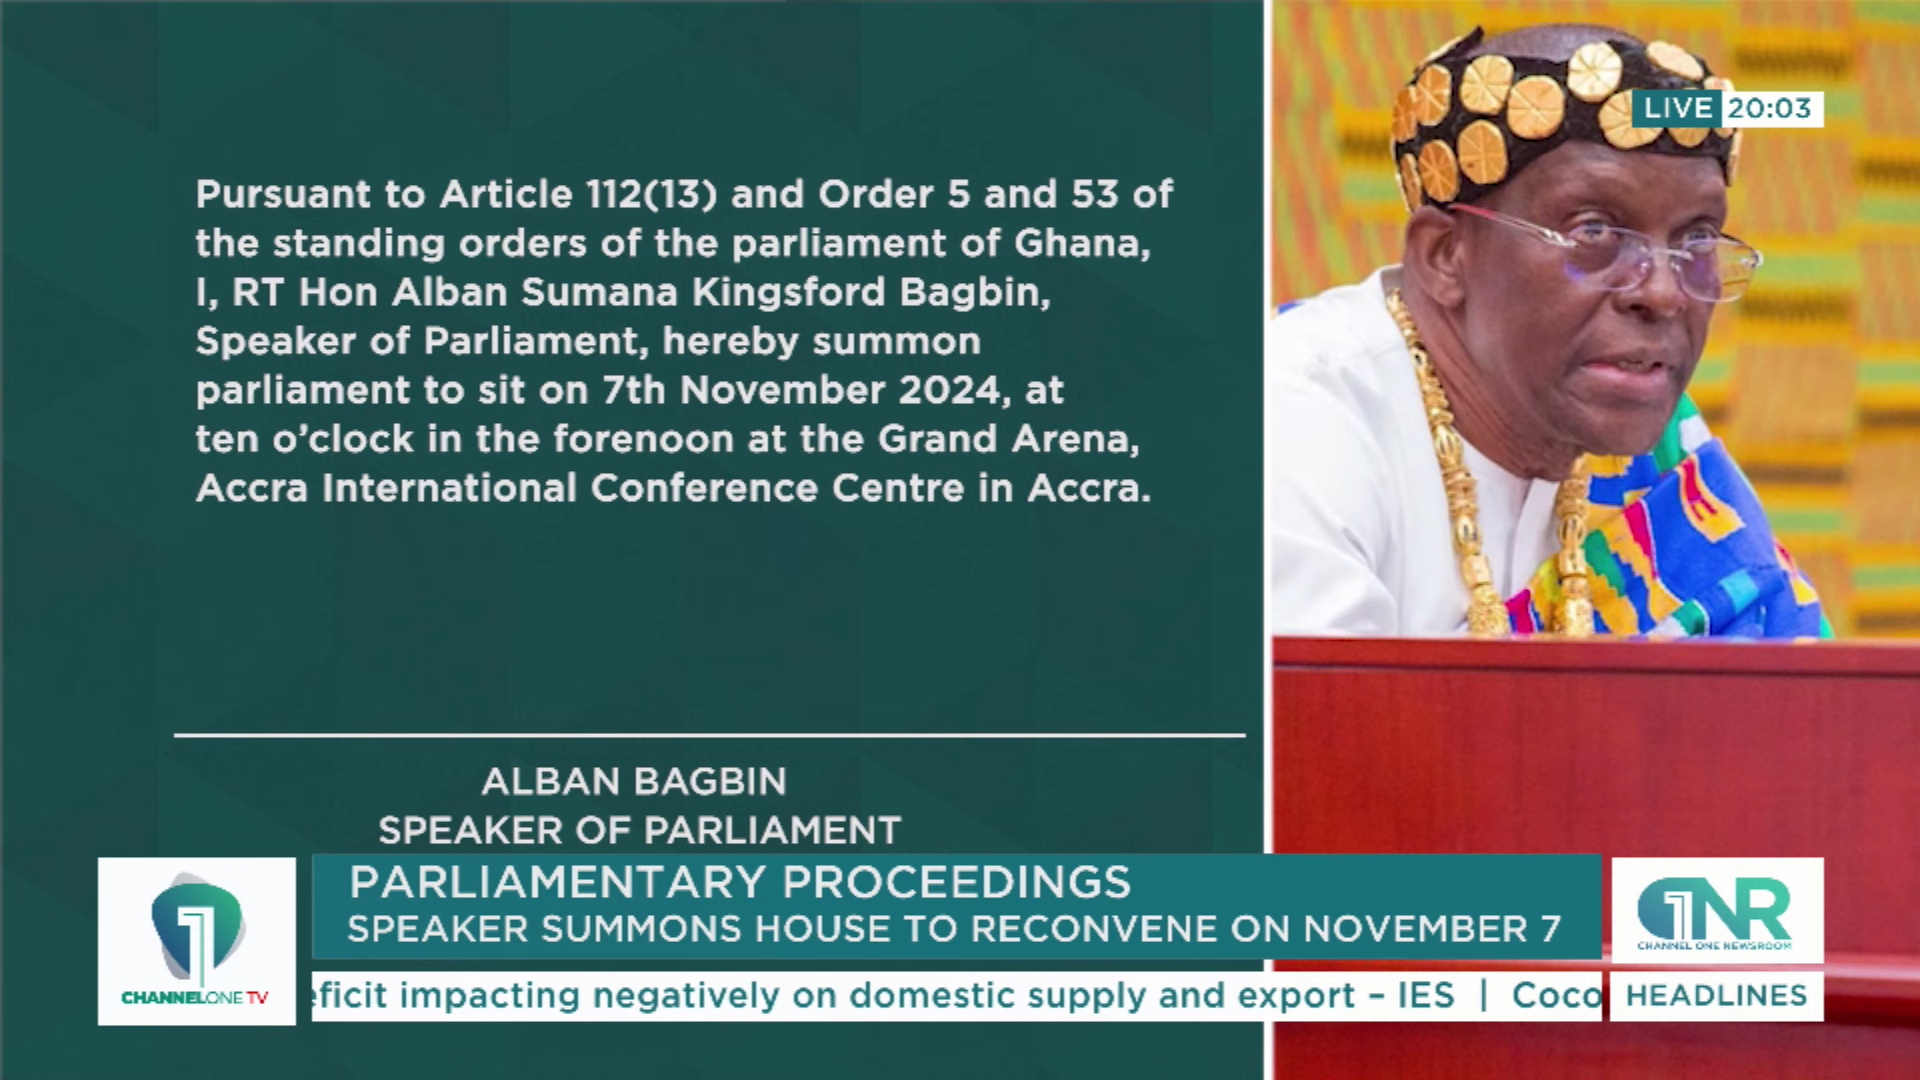 LIVE 20:03
Pursuant to Article 112(13) and Order 5 and 53 of
the standing orders of the parliament of Ghana,
I, RT Hon Alban Sumana Kingsford Bagbin,
Speaker of Parliament, hereby summon
parliament to sit on 7th November 2024, at
ten o'clock in the forenoon at the Grand Arena,
Accra International Conference Centre in Accra.
ALBAN BAGBIN
SPEAKER OF PARLIAMENT
PARLIAMENTARY PROCEEDINGS
SPEAKER SUMMONS HOUSE TO RECONVENE ON NOVEMBER 7
1
CHANNELONE TV
1NR
CHANNEL ONE NEWSROOM
eficit impacting negatively on domestic supply and export – IES | Coco
HEADLINES